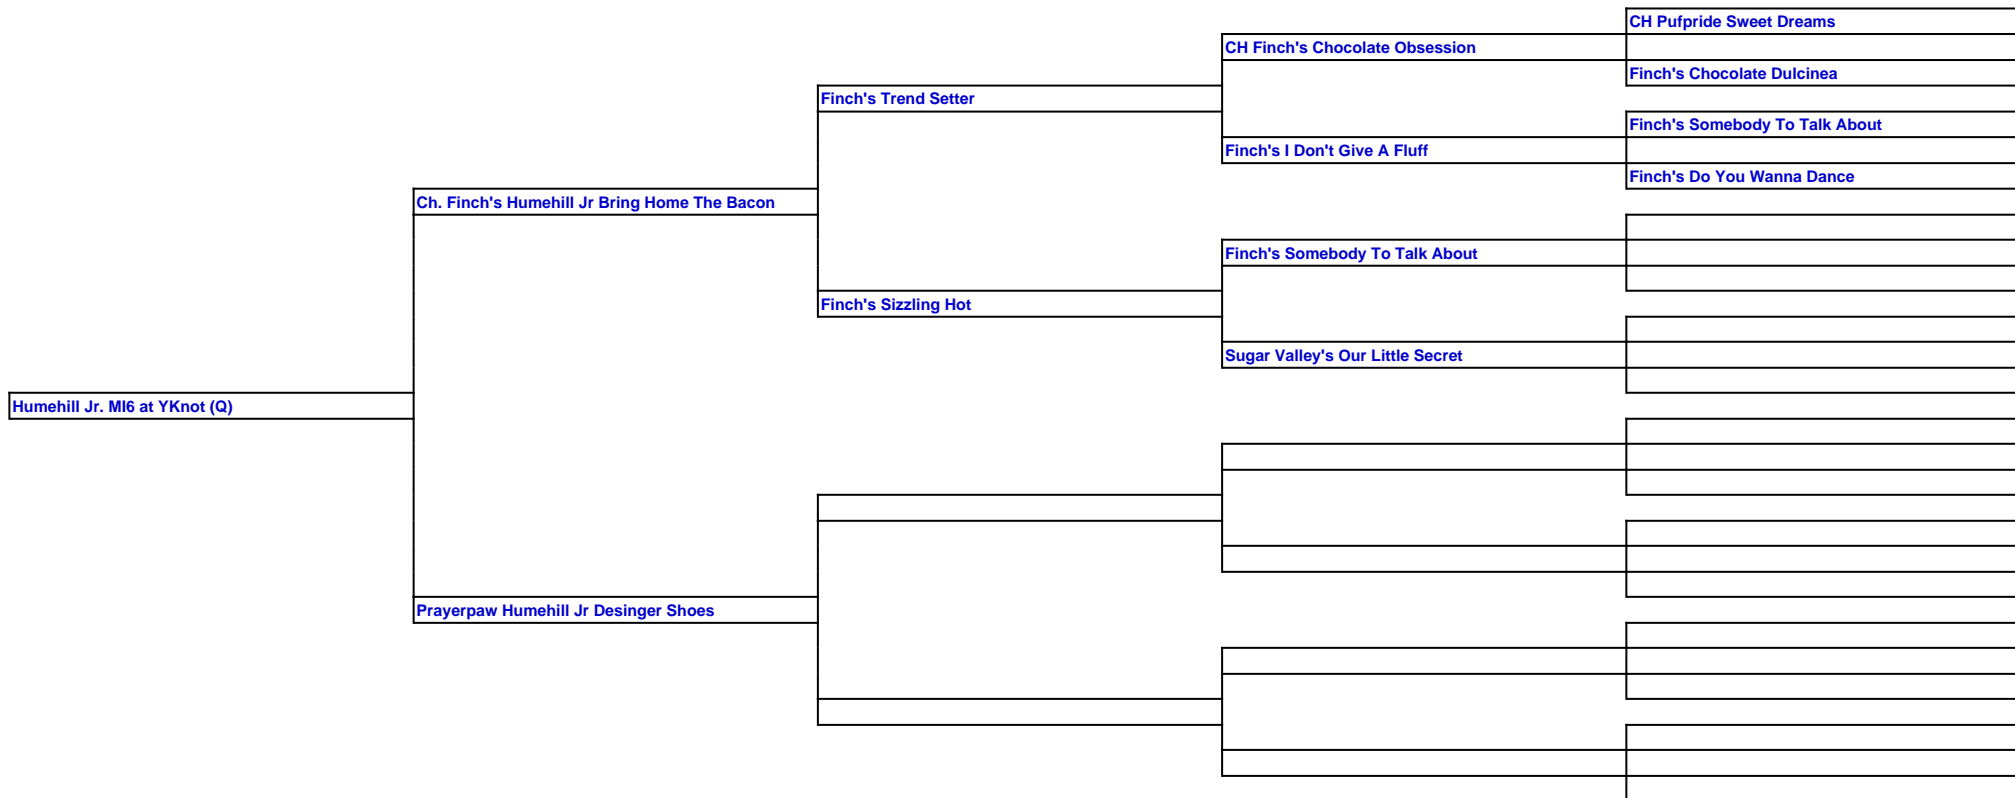 CH Pufpride Sweet Dreams
CH Finch's Chocolate Obsession
Finch's Chocolate Dulcinea
Finch's Trend Setter
Finch's Somebody To Talk About
Finch's I Don't Give A Fluff
Finch's Do You Wanna Dance
Ch. Finch's Humehill Jr Bring Home The Bacon
Finch's Somebody To Talk About
Finch's Sizzling Hot
Sugar Valley's Our Little Secret
Humehill Jr. MI6 at YKnot (Q)
Prayerpaw Humehill Jr Desinger Shoes